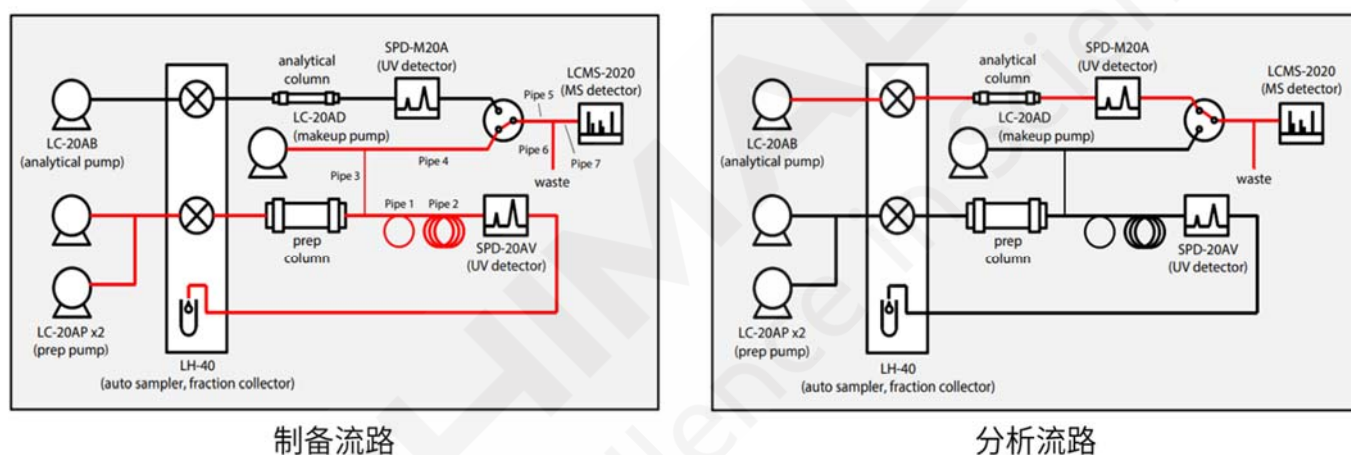 SPD-M20A
(UV detector)
analytical
column
LCMS-2020
(MS detector)
Pipe 5
LC-20AD
(makeup pump)
LC-20AB
(analytical pump)
Pipe 4
Pipe 6
Pipe 7
Pipe 3
waste
Pipe 1
Pipe 2
prep
column
SPD-20AV
(UV detector)
LC-20AP x2
(prep pump)
LH-40
(auto sampler, fraction collector)
制备流路
SPD-M20A
(UV detector)
analytical
column
LCMS-2020
(MS detector)
LC-20AD
(makeup pump)
LC-20AB
(analytical pump)
waste
prep
column
SPD-20AV
(UV detector)
LC-20AP x2
(prep pump)
LH-40
(auto sampler, fraction collector)
分析流路